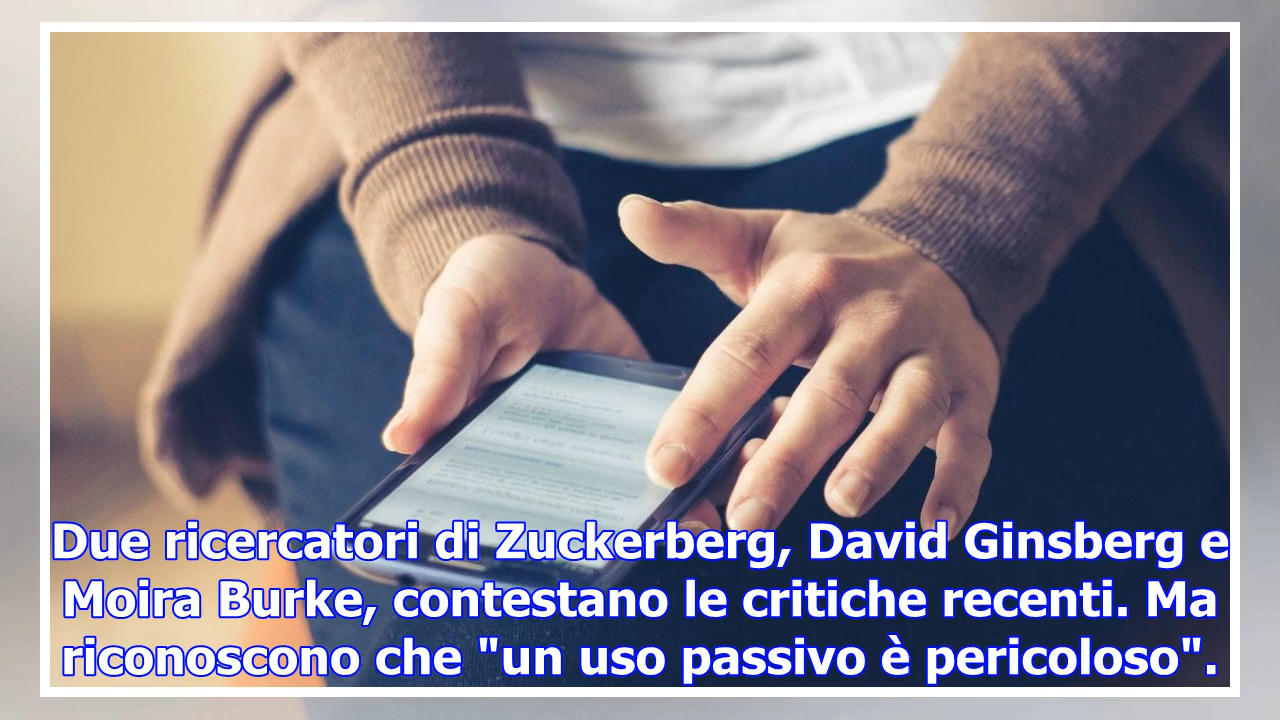 Due ricercatori di Zuckerberg, David Ginsberg e
Moira Burke, contestano le critiche recenti. Ma
riconoscono che "un uso passivo è pericoloso".